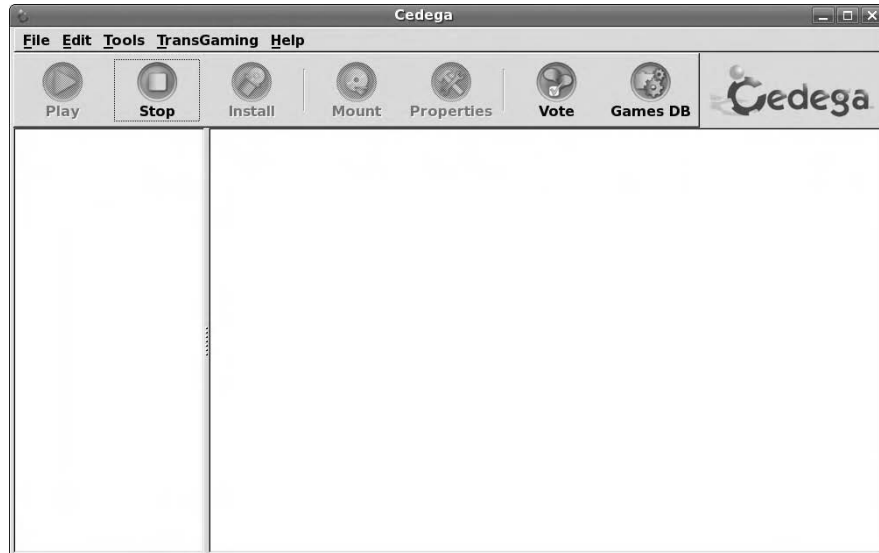 Cedega
File Edit Tools TransGaming Help
Play Stop Install Mount Properties Vote Games DB Cedega